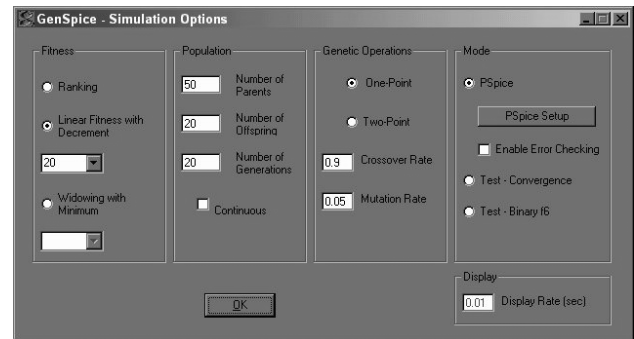 GenSpice - Simulation Options
Fitness
Ranking
Linear Fitness with
Decrement
20
Widowing with
Minimum
Population
50 Number of
Parents
20 Number of
Offspring
20 Number of
Generations
Continuous
Genetic Operations
One-Point
Two-Point
0.9 Crossover Rate
0.05 Mutation Rate
Mode
PSpice
PSpice Setup
Enable Error Checking
Test - Convergence
Test - Binary f6
Display
0.01 Display Rate (sec)
OK